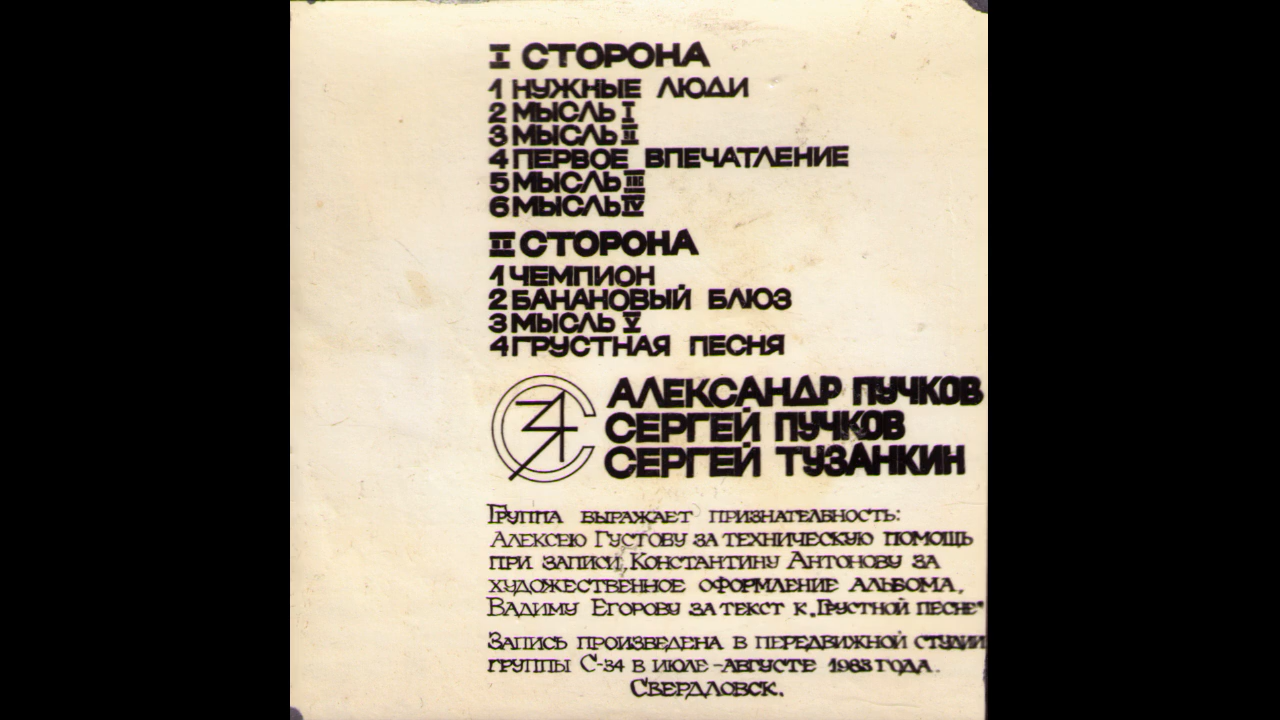 I СТОРОНА
1 НУЖНЫЕ ЛЮДИ
2 МЫСЛЬ I
3 МЫСЛЬ II
4 ПЕРВОЕ ВПЕЧАТЛЕНИЕ
5 МЫСЛЬ III
6 МЫСЛЬ IV
II СТОРОНА
1 ЧЕМПИОН
2 БАНАНОВЫЙ БЛЮЗ
3 МЫСЛЬ V
4 ГРУСТНАЯ ПЕСНЯ
С 34
АЛЕКСАНДР ПУЧКОВ
СЕРГЕЙ ПУЧКОВ
СЕРГЕЙ ТУЗАНКИН
ГРУППА ВЫРАЖАЕТ ПРИЗНАТЕЛЬНОСТЬ:
АЛЕКСЕЮ ГУСТОВУ ЗА ТЕХНИЧЕСКУЮ ПОМОЩЬ
ПРИ ЗАПИСИ, КОНСТАНТИНУ АНТОНОВУ ЗА
ХУДОЖЕСТВЕННОЕ ОФОРМЛЕНИЕ АЛЬБОМА,
ВАДИМУ ЕГОРОВУ ЗА ТЕКСТ К „ГРУСТНОЙ ПЕСНЕ"
ЗАПИСЬ ПРОИЗВЕДЕНА В ПЕРЕДВИЖНОЙ СТУДИИ
ГРУППЫ С-34 В ИЮЛЕ-АВГУСТЕ 1983 ГОДА.
СВЕРДЛОВСК.